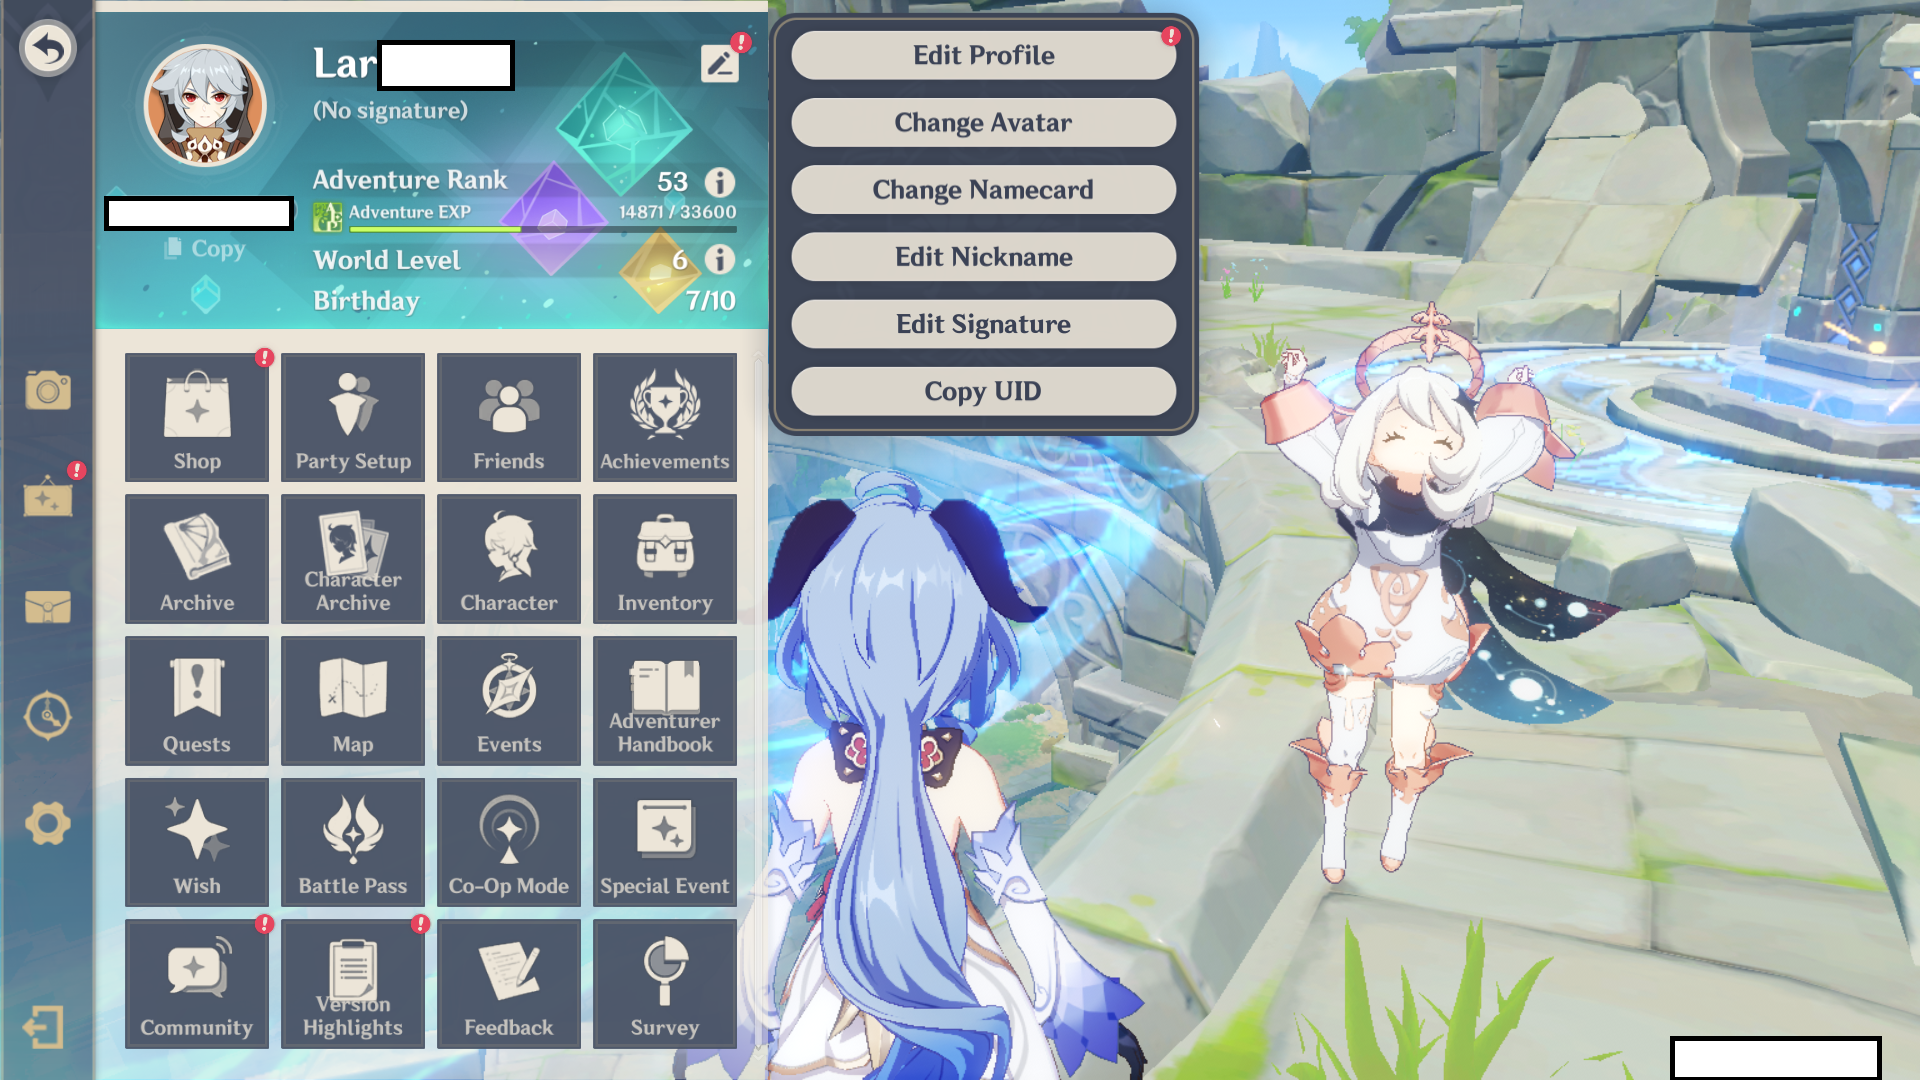 Lar
(No signature)
Adventure Rank 53
Adventure EXP 14871 / 33600
Copy
World Level 6
Birthday 7/10
Edit Profile
Change Avatar
Change Namecard
Edit Nickname
Edit Signature
Copy UID
Shop
Party Setup
Friends
Achievements
Archive
Character
Archive
Character
Inventory
Quests
Map
Events
Adventurer
Handbook
Wish
Battle Pass
Co-Op Mode
Special Event
Community
Version
Highlights
Feedback
Survey